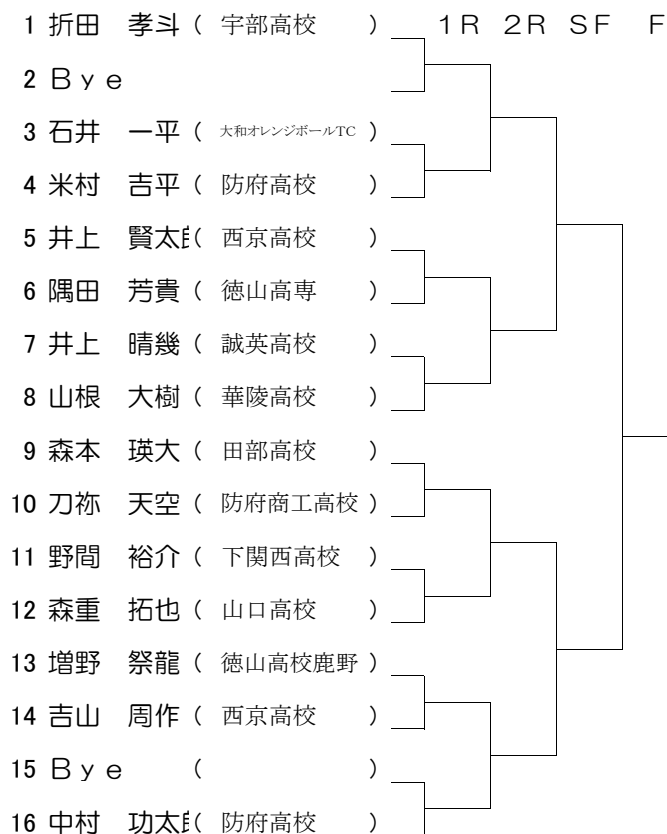 １Ｒ ２Ｒ ＳＦ Ｆ
1 折田 孝斗 ( 宇部高校 )
2 Ｂｙｅ
3 石井 一平 ( 大和オレンジボールTC )
4 米村 吉平 ( 防府高校 )
5 井上 賢太郎 ( 西京高校 )
6 隅田 芳貴 ( 徳山高専 )
7 井上 晴幾 ( 誠英高校 )
8 山根 大樹 ( 華陵高校 )
9 森本 瑛大 ( 田部高校 )
10 刀祢 天空 ( 防府商工高校 )
11 野間 裕介 ( 下関西高校 )
12 森重 拓也 ( 山口高校 )
13 増野 祭龍 ( 徳山高校鹿野 )
14 吉山 周作 ( 西京高校 )
15 Ｂｙｅ ( )
16 中村 功太郎 ( 防府高校 )